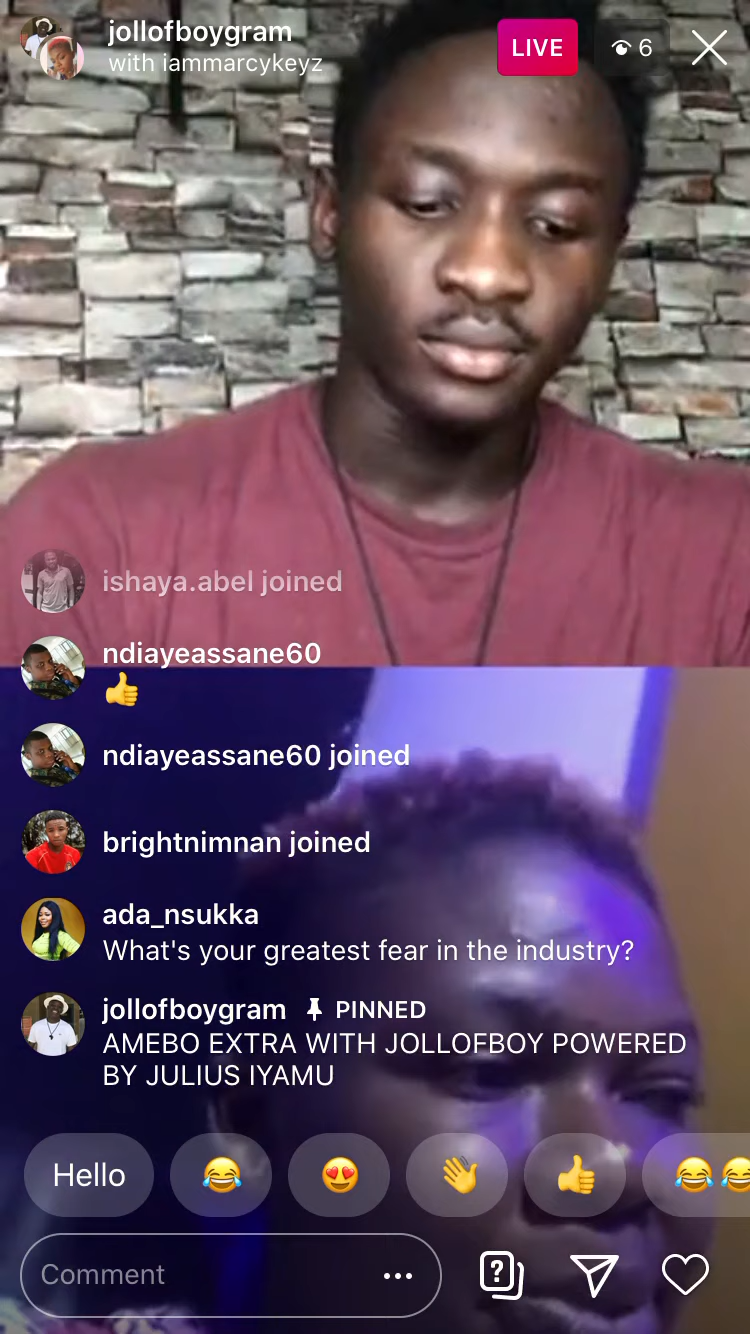 jollofboygram
with iammarcykeyz
LIVE
6
ishaya.abel joined
ndiayeassane60
👍
ndiayeassane60 joined
brightnimnan joined
ada_nsukka
What's your greatest fear in the industry?
jollofboygram PINNED
AMEBO EXTRA WITH JOLLOFBOY POWERED
BY JULIUS IYAMU
Hello 😂 😍 👋 👍 😂😂
Comment